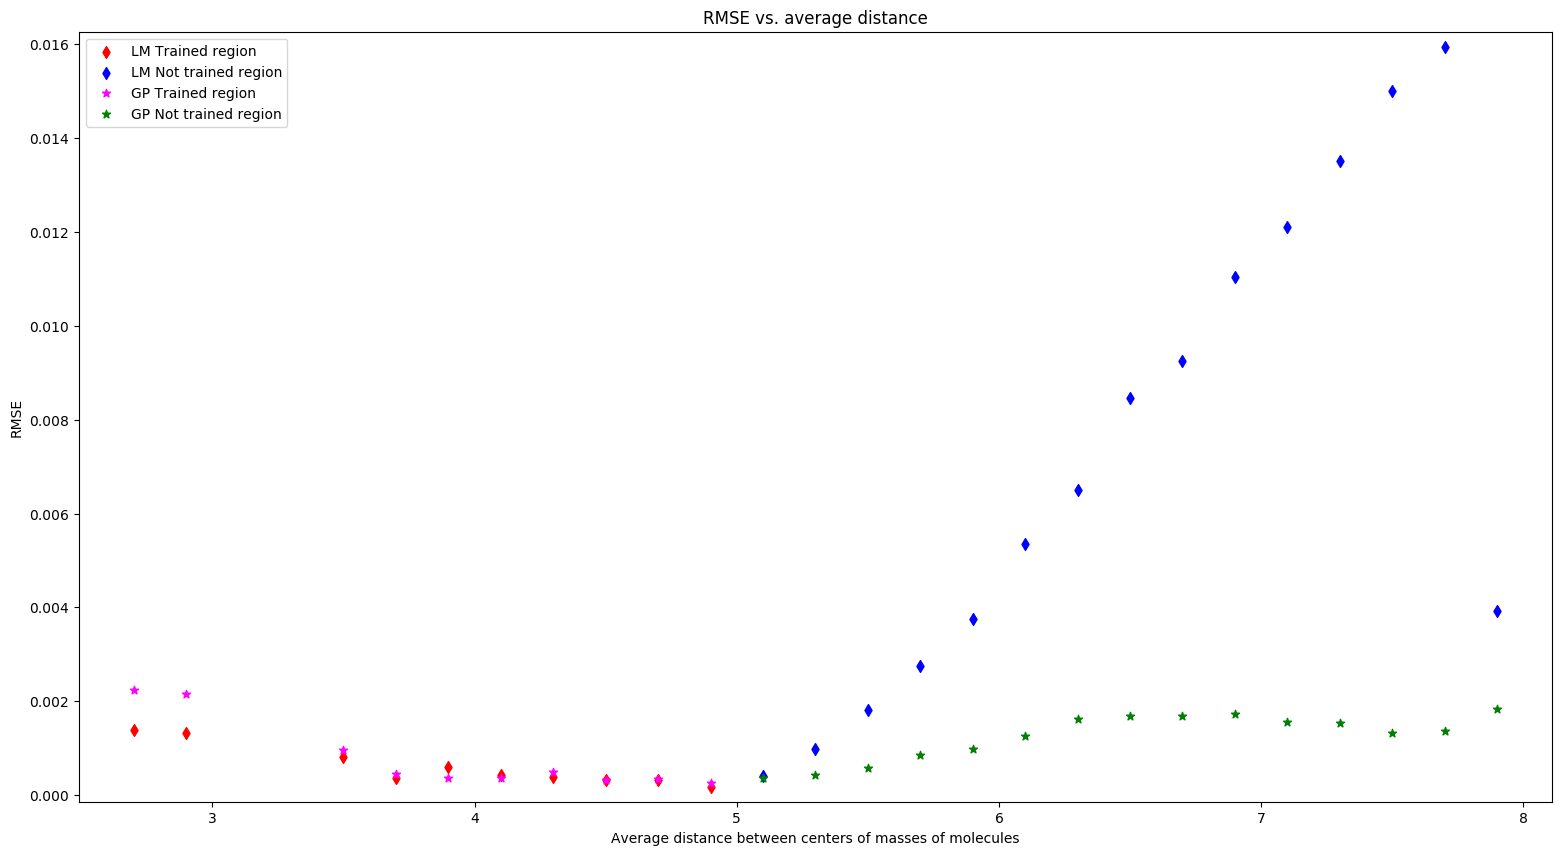 RMSE vs. average distance
LM Trained region
LM Not trained region
GP Trained region
GP Not trained region
RMSE
0.016
0.014
0.012
0.010
0.008
0.006
0.004
0.002
0.000
3 4 5 6 7 8
Average distance between centers of masses of molecules